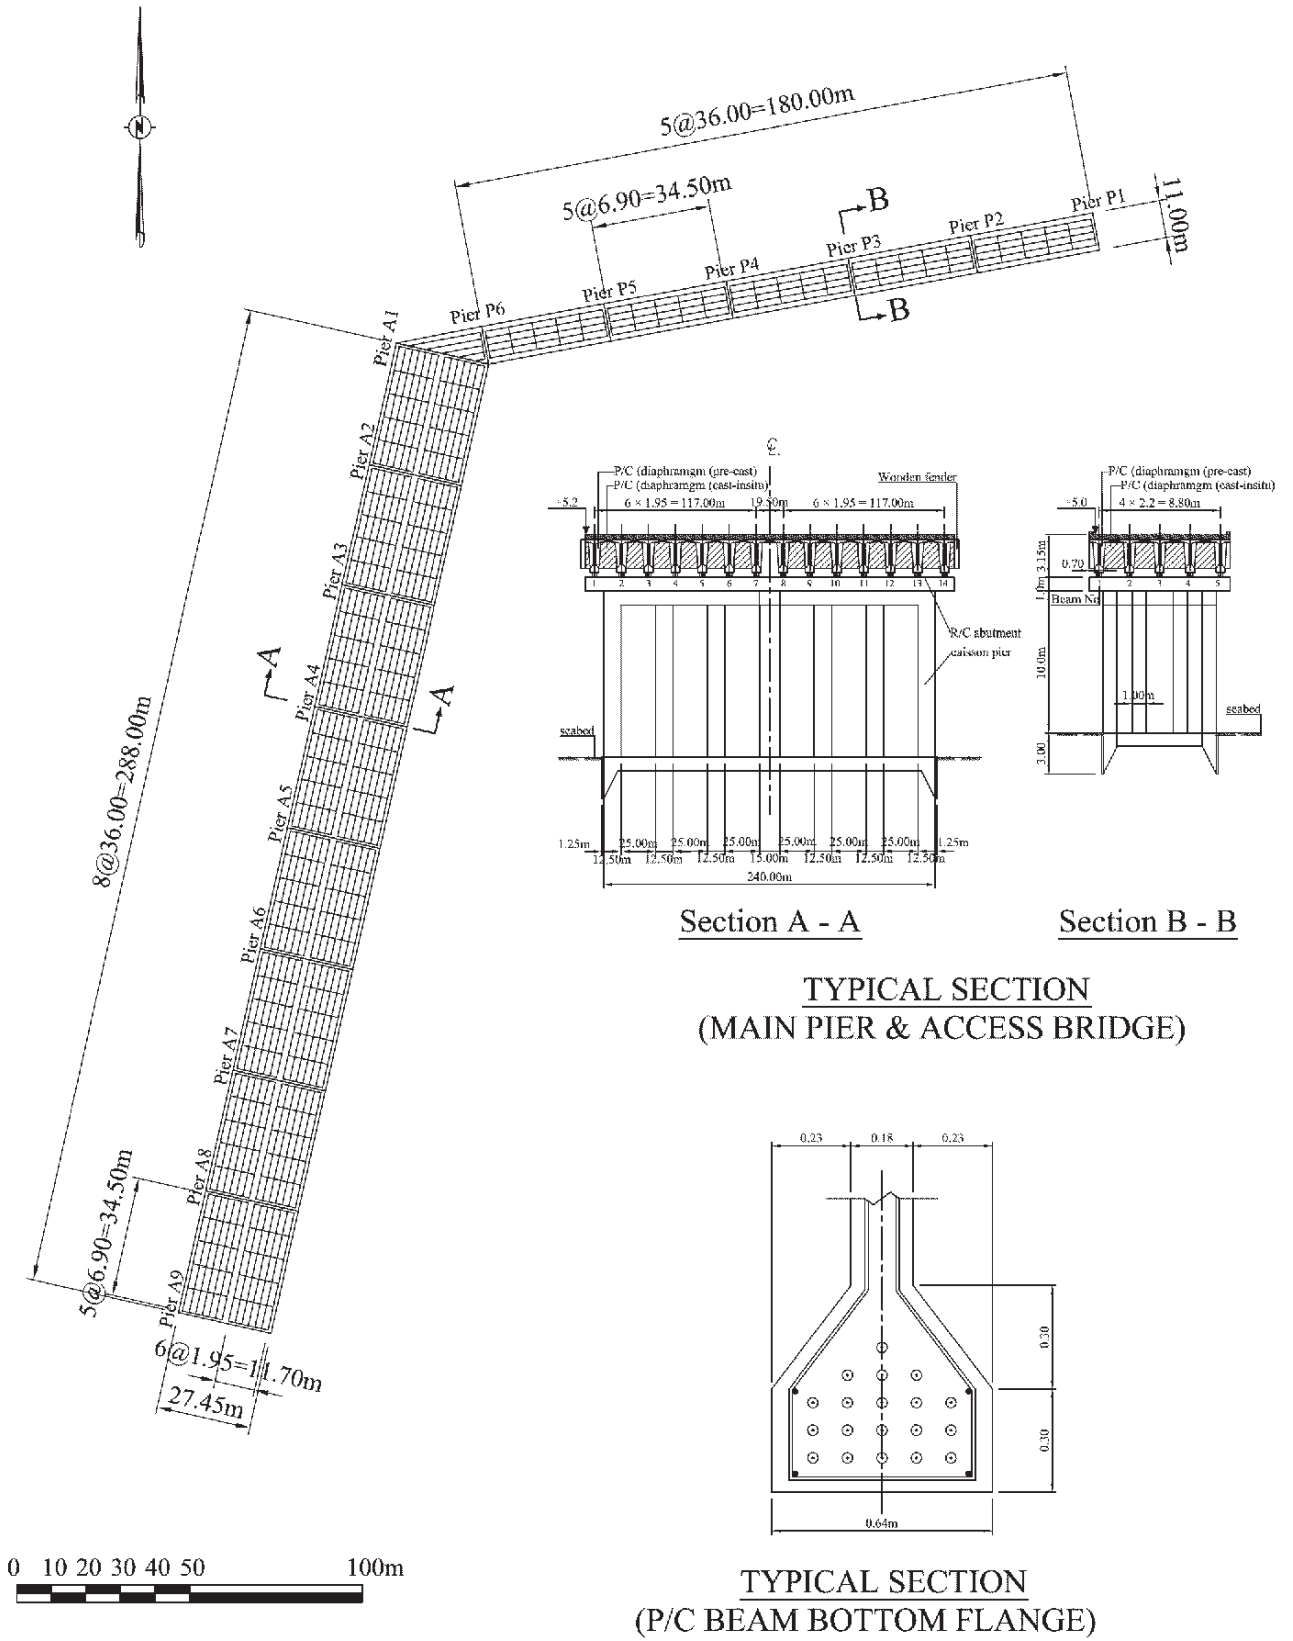 N
5@36.00=180.00m
5@6.90=34.50m
B
Pier P1
11.00m
Pier P2
Pier P3
Pier P4
Pier P5
Pier P6
B
Pier A1
Pier A2
Pier A3
A
Pier A4
A
8@36.00=288.00m
Pier A5
Pier A6
Pier A7
Pier A8
5@6.90=34.50m
Pier A9
6@1.95=11.70m
27.45m
℄
P/C (diaphramgm (pre-cast)
P/C (diaphramgm (cast-insitu)
Wooden fender
+5.2
6 × 1.95 = 117.00m
19.50m
6 × 1.95 = 117.00m
1 2 3 4 5 6 7 8 9 10 11 12 13 14
R/C abutment
caisson pier
seabed
1.25m 25.00m 25.00m 25.00m 25.00m 25.00m 25.00m 1.25m
12.50m 12.50m 12.50m 15.00m 12.50m 12.50m 12.50m
240.00m
Section A - A
P/C (diaphramgm (pre-cast)
P/C (diaphramgm (cast-insitu)
+5.0
4 × 2.2 = 8.80m
3.15m
0.70
1 2 3 4 5
Beam No
10.0m
1.00m
seabed
3.00
Section B - B
TYPICAL SECTION
(MAIN PIER & ACCESS BRIDGE)
0.23 0.18 0.23
0.30
0.30
0.64m
TYPICAL SECTION
(P/C BEAM BOTTOM FLANGE)
0 10 20 30 40 50 100m